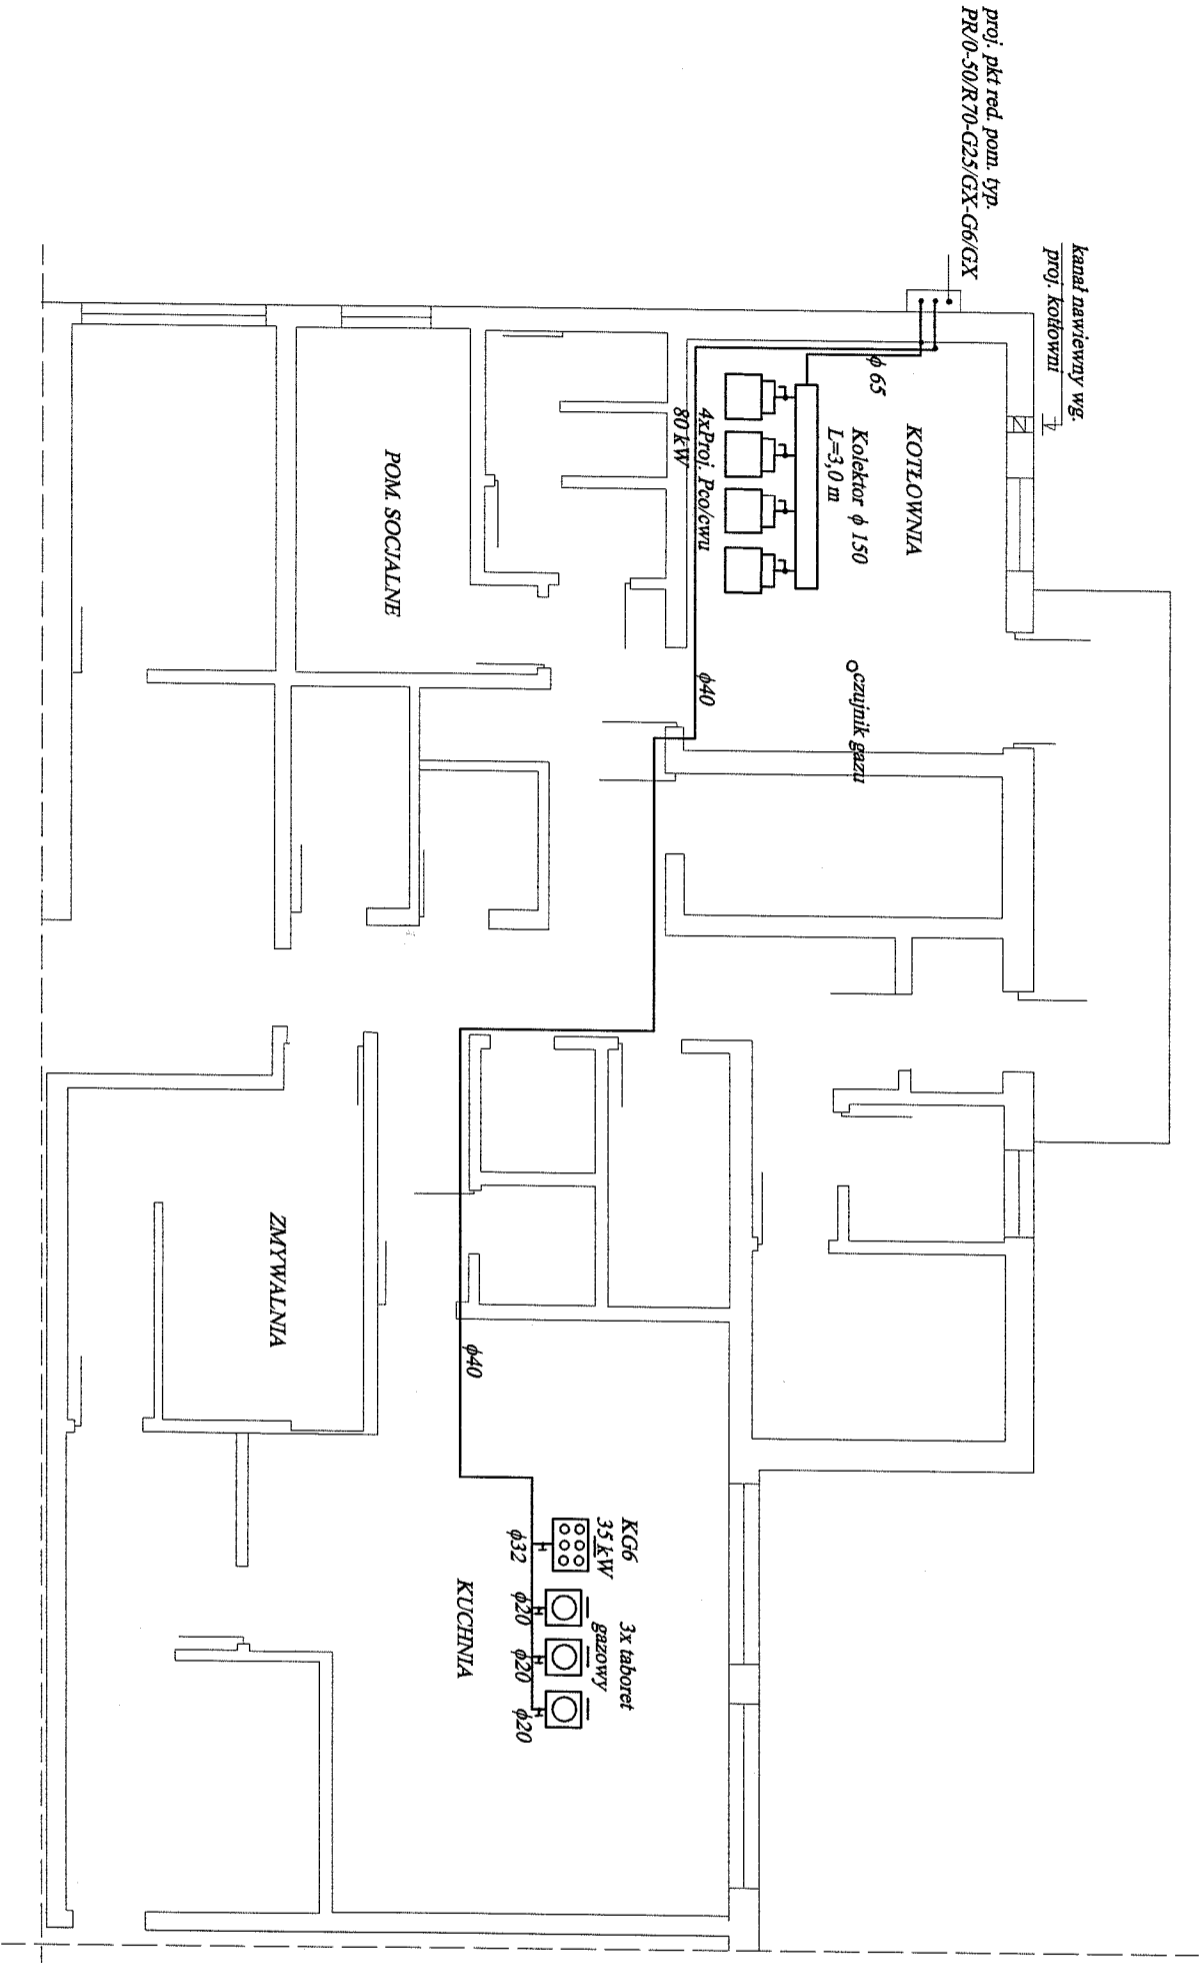 proj. pkt red. pom. typ.
PR/0-50/R70-G25/GX-G6/GX
kanał nawiewny wg.
proj. kotłowni
ϕ 65
KOTŁOWNIA
Kolektor ϕ 150
L=3,0 m
4xProj. Pco/cwu
80 kW
POM. SOCJALNE
czujnik gazu
ϕ40
ZMYWALNIA
ϕ40
KG6
35 kW
3x taboret
gazowy
ϕ32
ϕ20
ϕ20
ϕ20
KUCHNIA